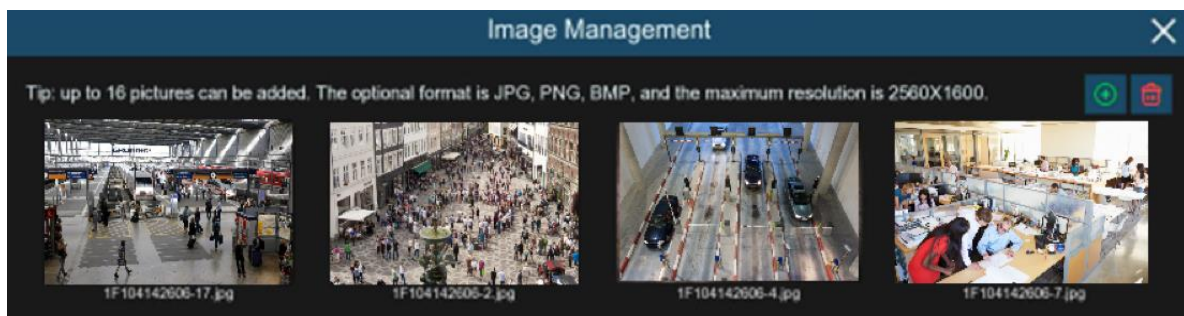 Image Management
Tip: up to 16 pictures can be added. The optional format is JPG, PNG, BMP, and the maximum resolution is 2560X1600.
1F104142606-17.jpg
1F104142606-2.jpg
1F104142606-4.jpg
1F104142606-7.jpg